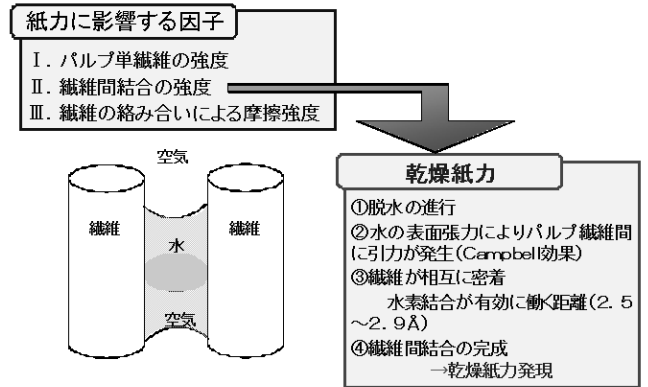 紙力に影響する因子
Ⅰ. パルプ単繊維の強度
Ⅱ. 繊維間結合の強度
Ⅲ. 繊維の絡み合いによる摩擦強度
空気
繊維
繊維
水
空気
乾燥紙力
①脱水の進行
②水の表面張力によりパルプ繊維間
に引力が発生(Campbell効果)
③繊維が相互に密着
水素結合が有効に働く距離(2. 5
～2. 9Å)
④繊維間結合の完成
→乾燥紙力発現